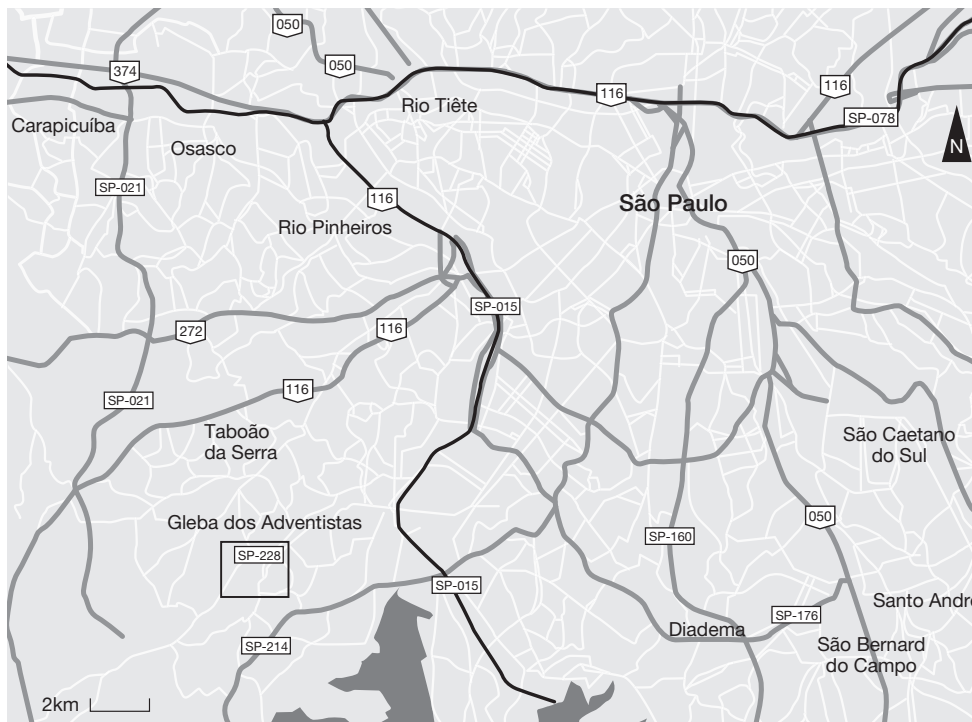 050
050
374
Rio Tiête
116
116
SP-078
Carapicuíba
Osasco
N
SP-021
116
São Paulo
Rio Pinheiros
050
SP-015
272
116
116
SP-021
Taboão
da Serra
São Caetano
do Sul
Gleba dos Adventistas
050
SP-228
SP-160
SP-015
Santo Andr
SP-176
Diadema
SP-214
São Bernard
do Campo
2km